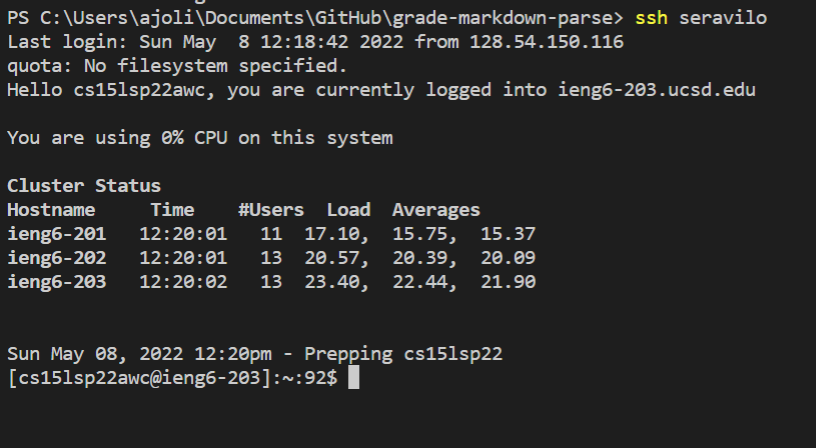 PS C:\Users\ajoli\Documents\GitHub\grade-markdown-parse> ssh seravilo
Last login: Sun May  8 12:18:42 2022 from 128.54.150.116
quota: No filesystem specified.
Hello cs15lsp22awc, you are currently logged into ieng6-203.ucsd.edu
You are using 0% CPU on this system
Cluster Status
Hostname     Time    #Users  Load  Averages
ieng6-201   12:20:01   11  17.10,  15.75,  15.37
ieng6-202   12:20:01   13  20.57,  20.39,  20.09
ieng6-203   12:20:02   13  23.40,  22.44,  21.90
Sun May 08, 2022 12:20pm - Prepping cs15lsp22
[cs15lsp22awc@ieng6-203]:~:92$